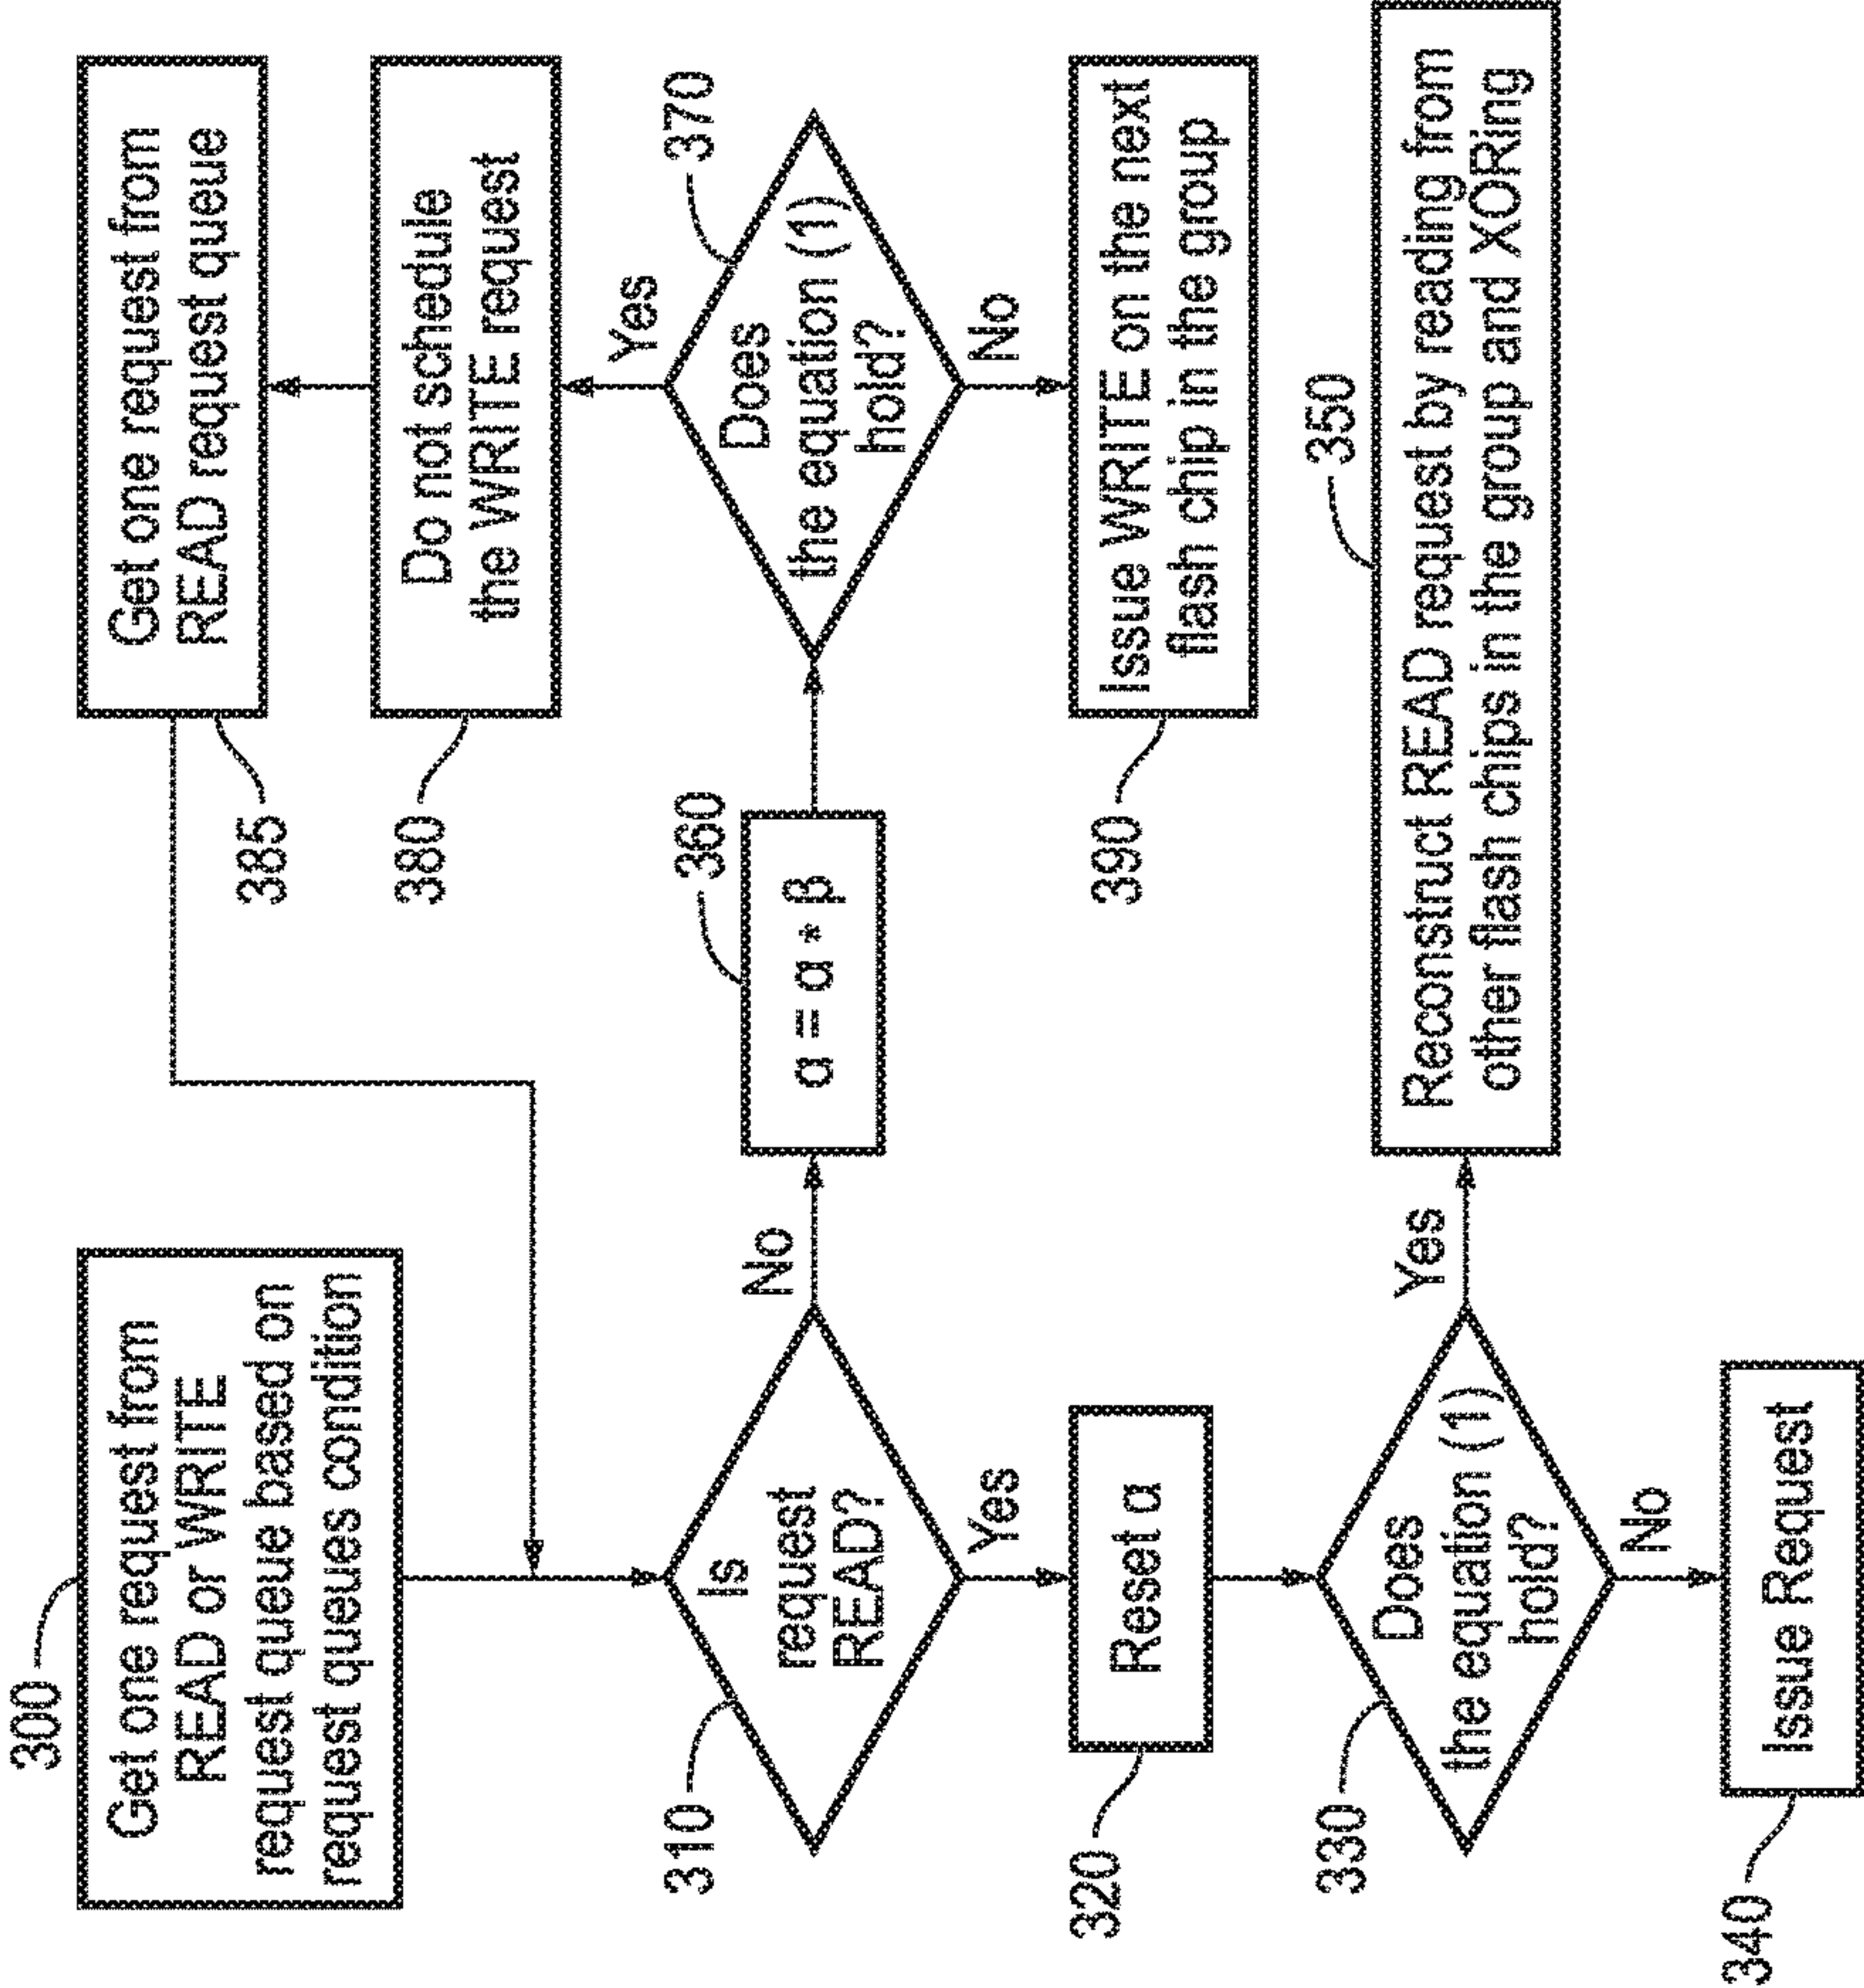 300
Get one request from
READ or WRITE
request queue based on
request queues condition
310
Is
request
READ?
No
Yes
320
Reset α
330
Does
the equation (1)
hold?
Yes
No
340
Issue Request
350
Reconstruct READ request by reading from
other flash chips in the group and XORing
360
α = α * β
370
Does
the equation (1)
hold?
Yes
No
380
Do not schedule
the WRITE request
385
Get one request from
READ request queue
390
Issue WRITE on the next
flash chip in the group